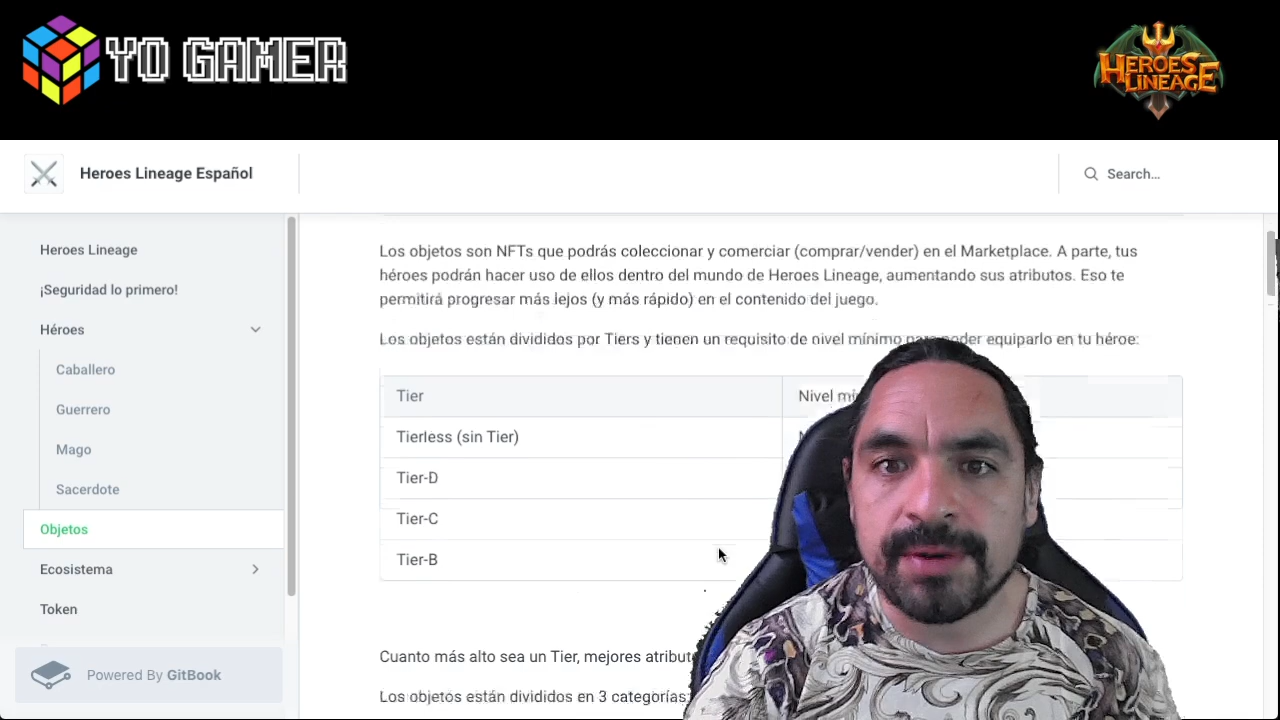 YO GAMER
HEROES
LINEAGE
Heroes Lineage Español
Search...
Heroes Lineage
¡Seguridad lo primero!
Héroes
Caballero
Guerrero
Mago
Sacerdote
Objetos
Ecosistema
Token
Powered By GitBook
Los objetos son NFTs que podrás coleccionar y comerciar (comprar/vender) en el Marketplace. A parte, tus
héroes podrán hacer uso de ellos dentro del mundo de Heroes Lineage, aumentando sus atributos. Eso te
permitirá progresar más lejos (y más rápido) en el contenido del juego.
Los objetos están divididos por Tiers y tienen un requisito de nivel mínimo para poder equiparlo en tu héroe:
Tier
Nivel
Tierless (sin Tier)
Tier-D
Tier-C
Tier-B
Cuanto más alto sea un Tier, mejores
Los objetos están divididos en 3 categorías: